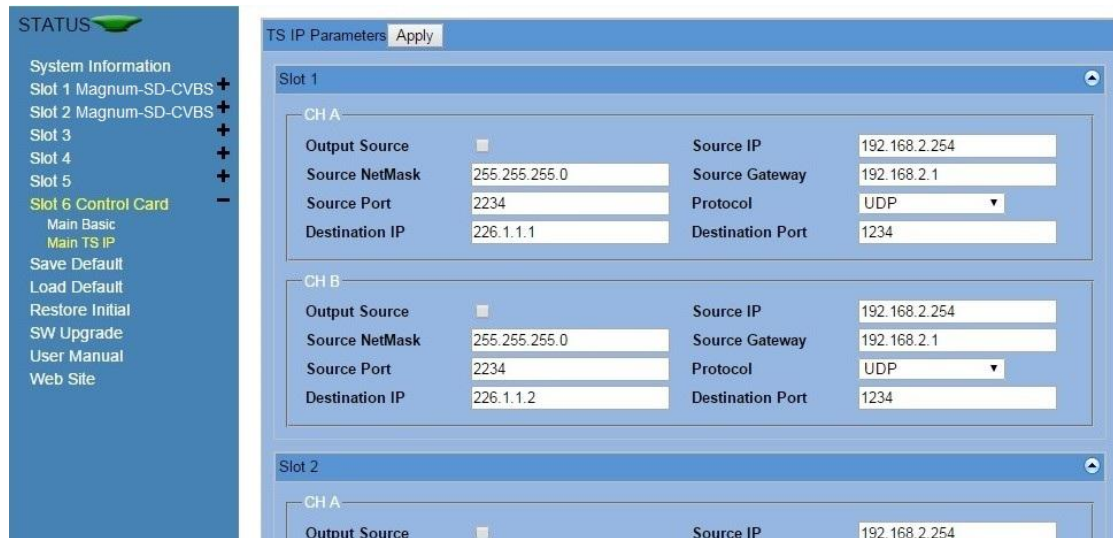 STATUS
System Information
Slot 1 Magnum-SD-CVBS
Slot 2 Magnum-SD-CVBS
Slot 3
Slot 4
Slot 5
Slot 6 Control Card
Main Basic
Main TS IP
Save Default
Load Default
Restore Initial
SW Upgrade
User Manual
Web Site
TS IP Parameters Apply
Slot 1
CH A
Output Source Source IP 192.168.2.254
Source NetMask 255.255.255.0 Source Gateway 192.168.2.1
Source Port 2234 Protocol UDP
Destination IP 226.1.1.1 Destination Port 1234
CH B
Output Source Source IP 192.168.2.254
Source NetMask 255.255.255.0 Source Gateway 192.168.2.1
Source Port 2234 Protocol UDP
Destination IP 226.1.1.2 Destination Port 1234
Slot 2
CH A
Output Source Source IP 192.168.2.254